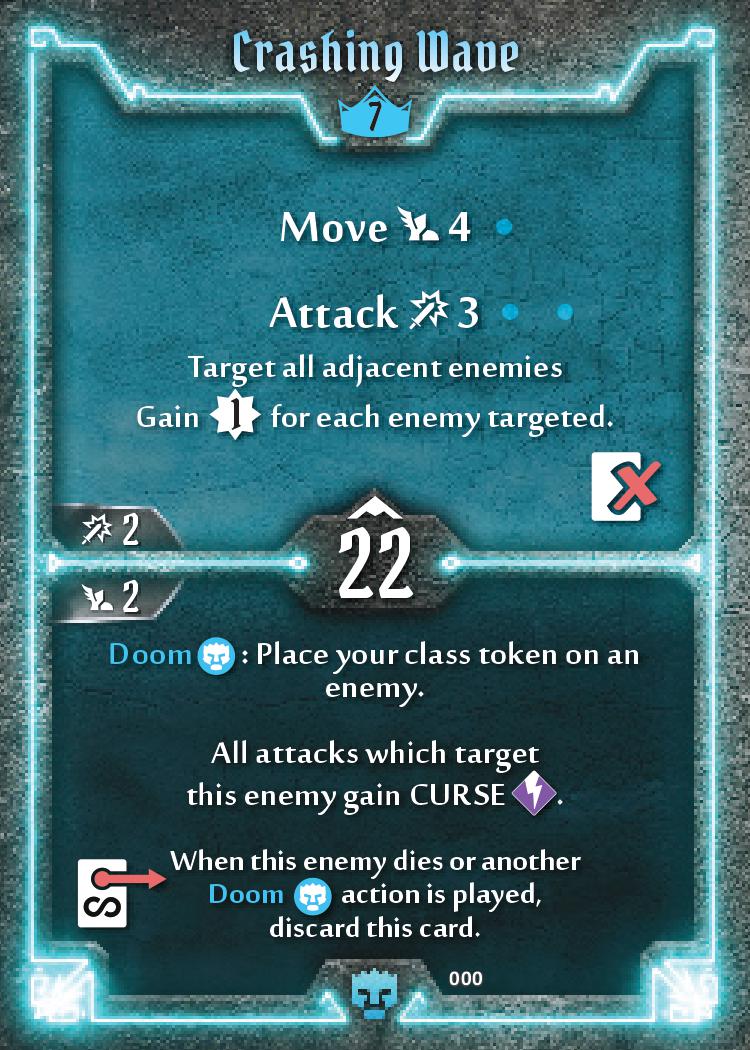 Crashing Wave
7
Move 4
Attack 3
Target all adjacent enemies
Gain 1 for each enemy targeted.
2
22
2
Doom : Place your class token on an
enemy.
All attacks which target
this enemy gain CURSE .
When this enemy dies or another
Doom action is played,
discard this card.
000